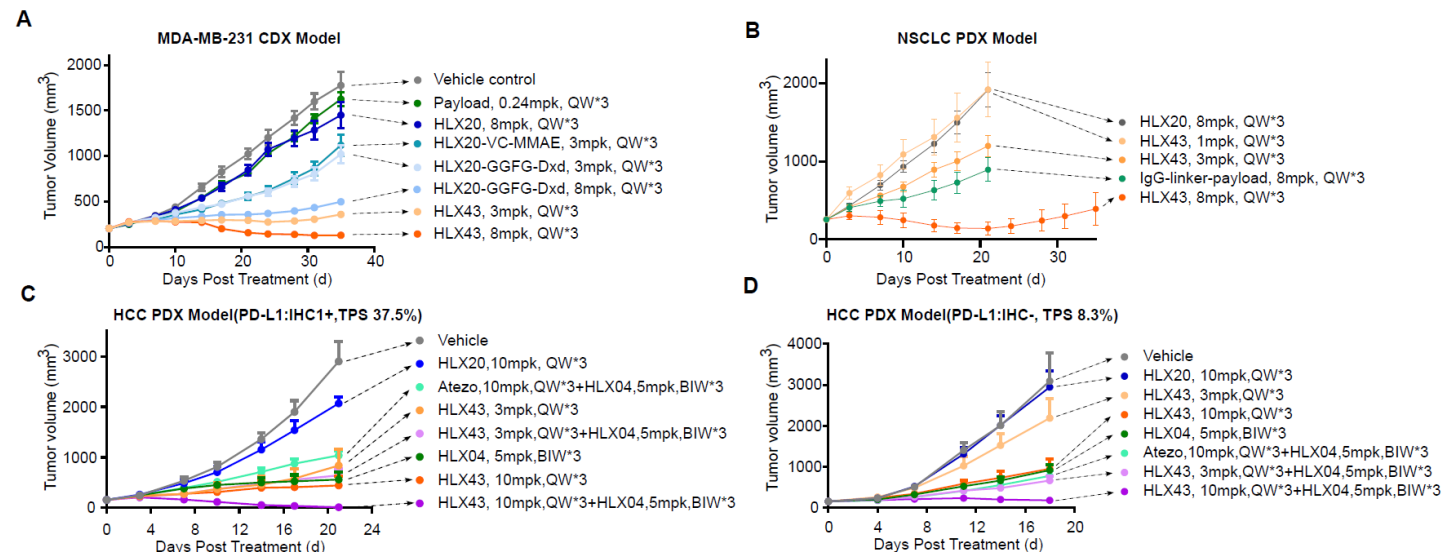 A
MDA-MB-231 CDX Model
Tumor Volume (mm3)
2000
1500
1000
500
0
0 10 20 30 40
Days Post Treatment (d)
Vehicle control
Payload, 0.24mpk, QW*3
HLX20, 8mpk, QW*3
HLX20-VC-MMAE, 3mpk, QW*3
HLX20-GGFG-Dxd, 3mpk, QW*3
HLX20-GGFG-Dxd, 8mpk, QW*3
HLX43, 3mpk, QW*3
HLX43, 8mpk, QW*3
B
NSCLC PDX Model
Tumor volume (mm3)
2000
1000
0
0 10 20 30
Days Post Treatment (d)
HLX20, 8mpk, QW*3
HLX43, 1mpk, QW*3
HLX43, 3mpk, QW*3
IgG-linker-payload, 8mpk, QW*3
HLX43, 8mpk, QW*3
C
HCC PDX Model(PD-L1:IHC1+,TPS 37.5%)
Tumor volume (mm3)
3000
2000
1000
0
0 4 8 12 16 20 24
Days Post Treatment (d)
Vehicle
HLX20,10mpk, QW*3
Atezo,10mpk,QW*3+HLX04,5mpk,BIW*3
HLX43, 3mpk,QW*3
HLX43, 3mpk,QW*3+HLX04,5mpk,BIW*3
HLX04, 5mpk,BIW*3
HLX43, 10mpk,QW*3
HLX43, 10mpk,QW*3+HLX04,5mpk,BIW*3
D
HCC PDX Model(PD-L1:IHC-, TPS 8.3%)
Tumor volume (mm3)
4000
3000
2000
1000
0
0 4 8 12 16 20
Days Post Treatment (d)
Vehicle
HLX20, 10mpk,QW*3
HLX43, 3mpk,QW*3
HLX43, 10mpk,QW*3
HLX04, 5mpk,BIW*3
Atezo,10mpk,QW*3+HLX04,5mpk,BIW*3
HLX43, 3mpk,QW*3+HLX04,5mpk,BIW*3
HLX43, 10mpk,QW*3+HLX04,5mpk,BIW*3